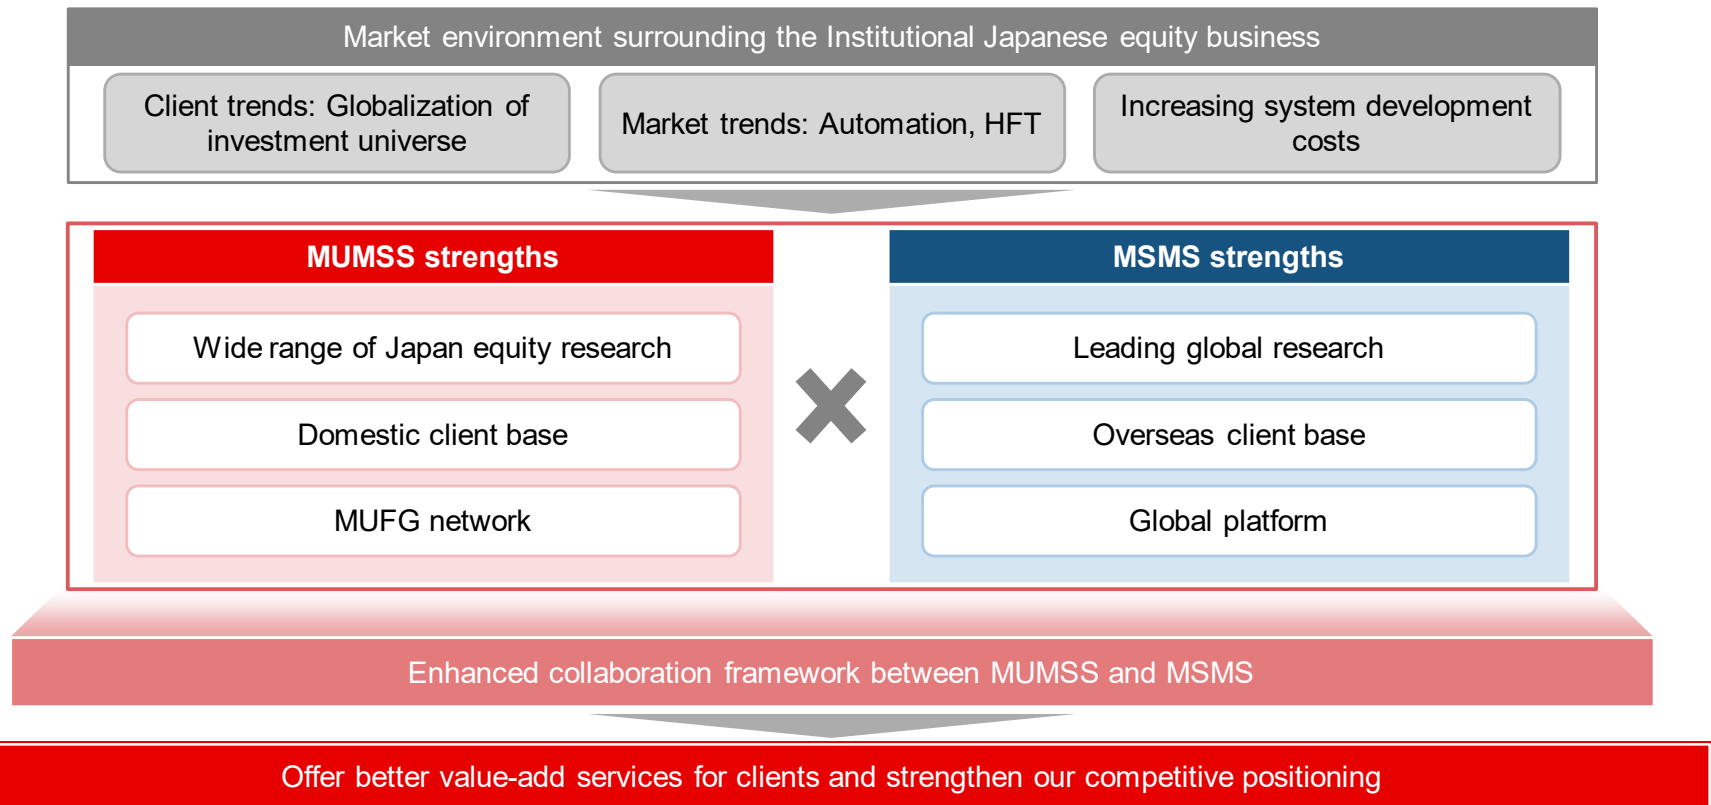 Market environment surrounding the Institutional Japanese equity business
Client trends: Globalization of
investment universe
Market trends: Automation, HFT
Increasing system development
costs
MUMSS strengths
Wide range of Japan equity research
Domestic client base
MUFG network
MSMS strengths
Leading global research
Overseas client base
Global platform
Enhanced collaboration framework between MUMSS and MSMS
Offer better value-add services for clients and strengthen our competitive positioning